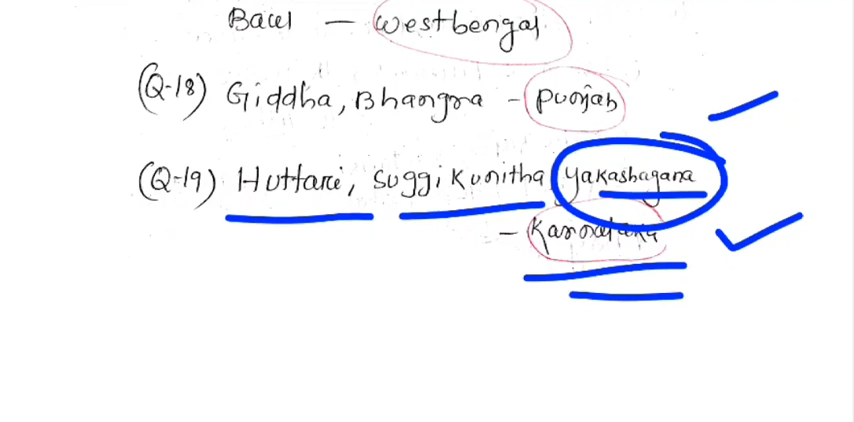 Baul — Westbengal
(Q-18) Giddha, Bhangra - Punjab
(Q-19) Huttari, Suggi Kunitha, Yakashagana
- Karnataka